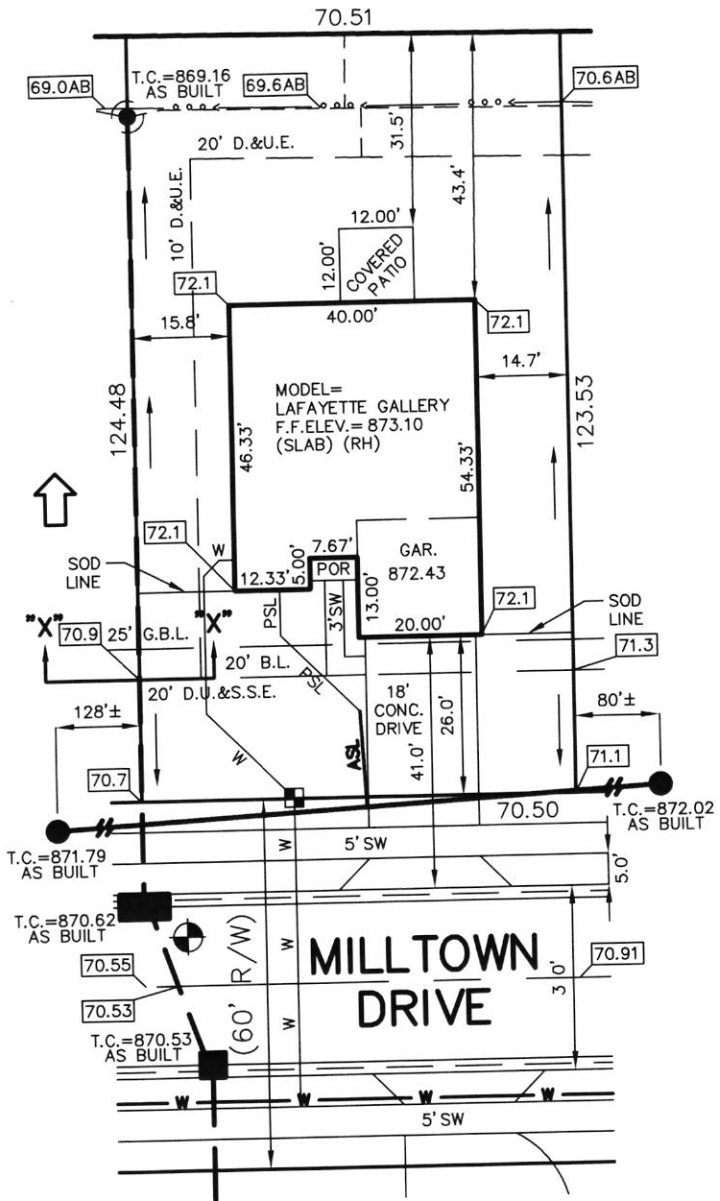 70.51
T.C.=869.16
AS BUILT
69.0AB
69.6AB
70.6AB
31.5'
43.4'
20' D.&U.E.
10' D.&U.E.
12.00'
12.00'
COVERED
PATIO
72.1
40.00'
72.1
15.8'
14.7'
124.48
123.53
MODEL=
LAFAYETTE GALLERY
F.F.ELEV.= 873.10
(SLAB) (RH)
46.33'
54.33'
72.1
W
7.67'
5.00'
POR
GAR.
872.43
SOD
LINE
12.33'
13.00'
20.00'
72.1
SOD
LINE
"X"
"X"
PSL
3'SW
70.9
25' G.B.L.
71.3
20' B.L.
PSL
20' D.U.&S.S.E.
18'
CONC.
DRIVE
41.0'
26.0'
128'±
80'±
W
ASL
70.7
71.1
70.50
T.C.=872.02
AS BUILT
T.C.=871.79
AS BUILT
W
5' SW
5.0'
T.C.=870.62
AS BUILT
(60' R/W)
W
MILLTOWN
DRIVE
70.55
70.91
70.53
W
3 0'
T.C.=870.53
AS BUILT
W
W
W
W
5' SW